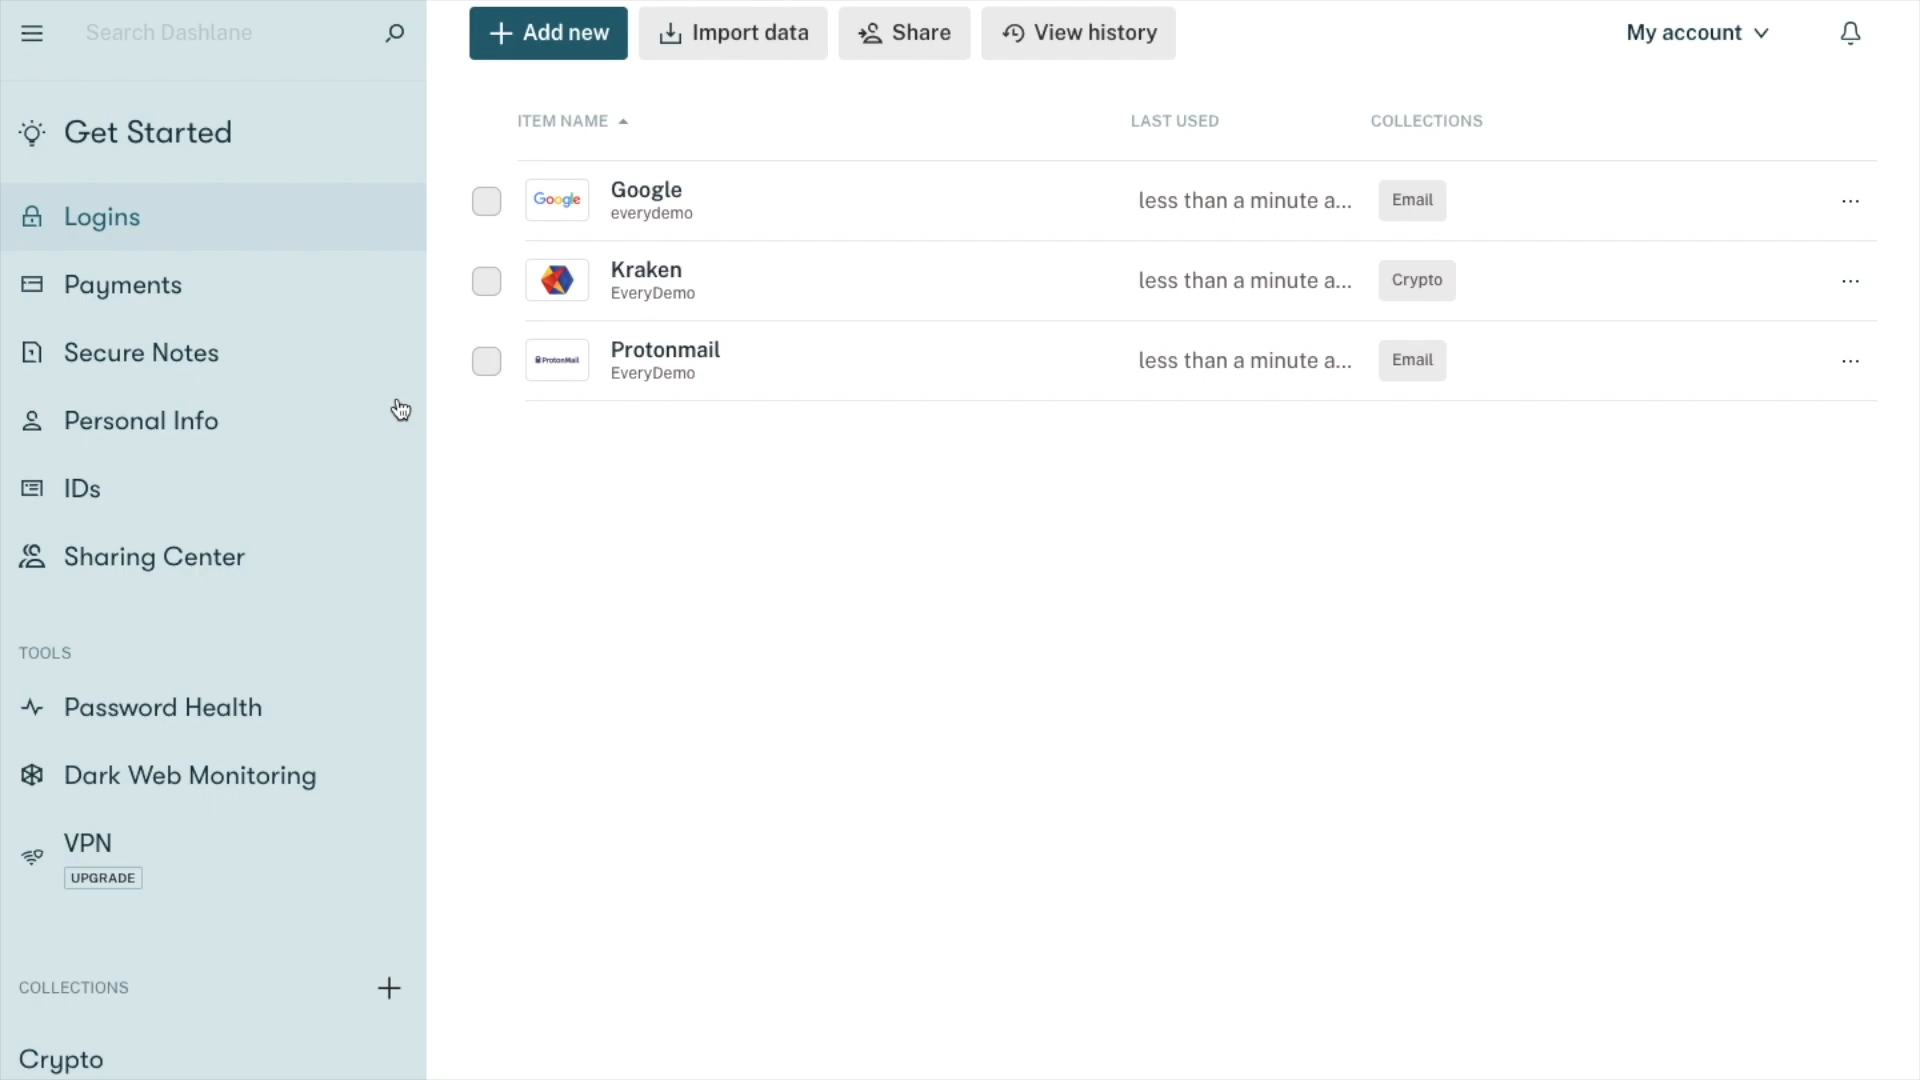 Search Dashlane
Add new
Import data
Share
View history
My account
Get Started
Logins
Payments
Secure Notes
Personal Info
IDs
Sharing Center
TOOLS
Password Health
Dark Web Monitoring
VPN
UPGRADE
COLLECTIONS
Crypto
ITEM NAME LAST USED COLLECTIONS
Google Google less than a minute a... Email
everydemo
Kraken less than a minute a... Crypto
EveryDemo
ProtonMail Protonmail less than a minute a... Email
EveryDemo